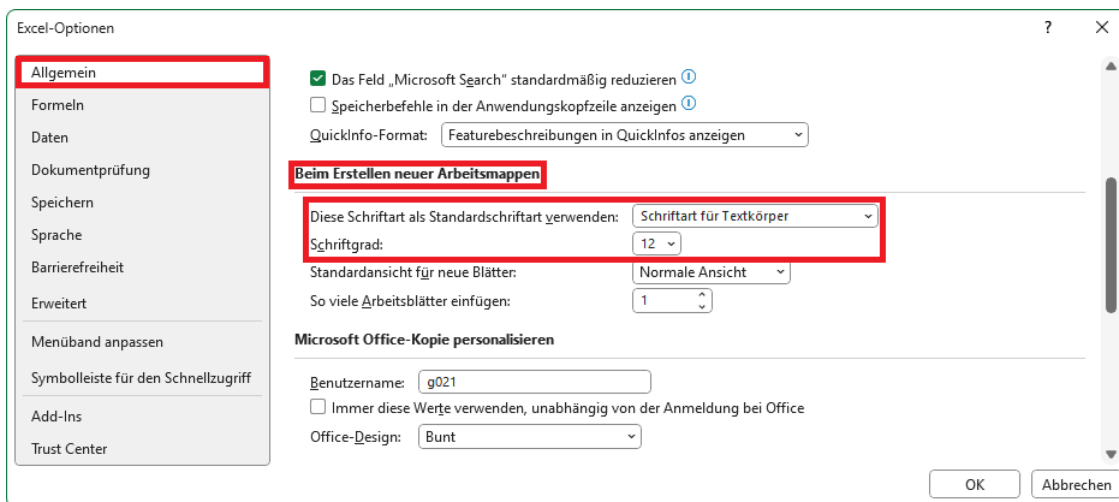 Excel-Optionen
?
Allgemein
Formeln
Daten
Dokumentprüfung
Speichern
Sprache
Barrierefreiheit
Erweitert
Menüband anpassen
Symbolleiste für den Schnellzugriff
Add-Ins
Trust Center
Das Feld „Microsoft Search“ standardmäßig reduzieren
Speicherbefehle in der Anwendungskopfzeile anzeigen
QuickInfo-Format: Featurebeschreibungen in QuickInfos anzeigen
Beim Erstellen neuer Arbeitsmappen
Diese Schriftart als Standardschriftart verwenden: Schriftart für Textkörper
Schriftgrad: 12
Standardansicht für neue Blätter: Normale Ansicht
So viele Arbeitsblätter einfügen: 1
Microsoft Office-Kopie personalisieren
Benutzername: g021
Immer diese Werte verwenden, unabhängig von der Anmeldung bei Office
Office-Design: Bunt
OK Abbrechen